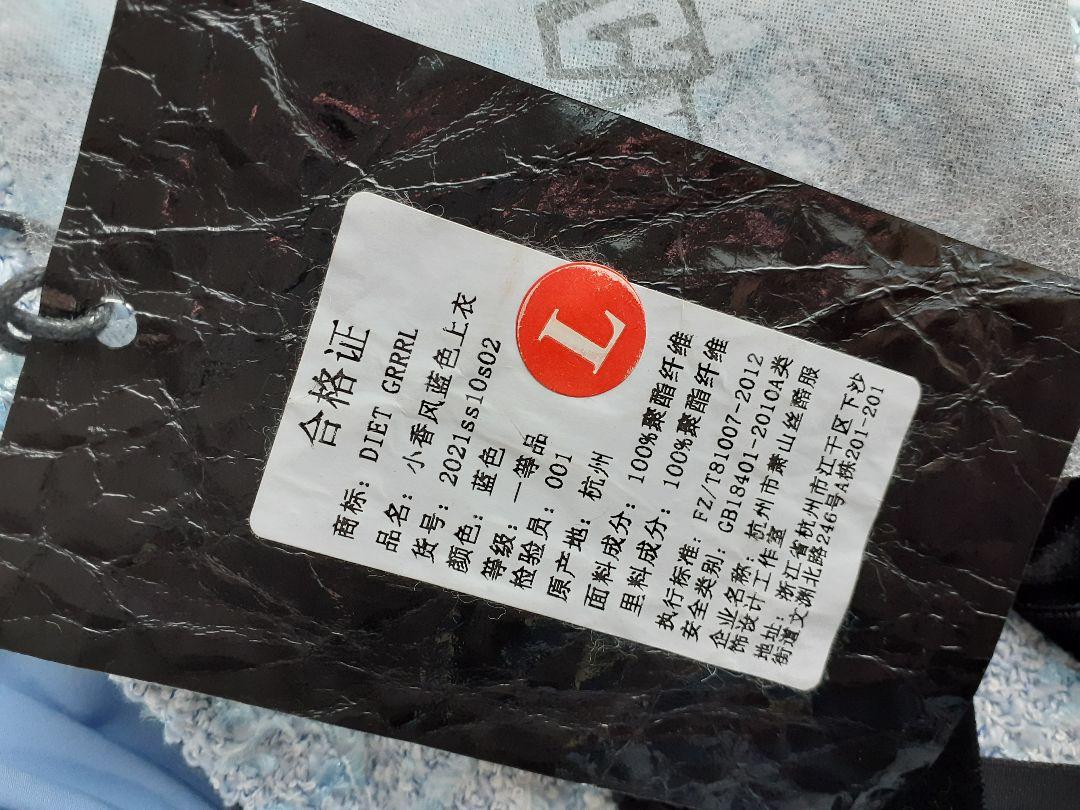 合格证
商标: DIET GRRRL
品名: 小香风蓝色上衣
货号: 2021ss10s02
颜色: 蓝色
等级: 一等品
检验员: 001
原产地: 杭州
面料成分: 100%聚酯纤维
里料成分: 100%聚酯纤维
执行标准: FZ/T81007-2012
安全类别: GB18401-2010A类
企业名称: 杭州市萧山丝酷服
饰设计工作室
地址: 浙江省杭州市江干区下沙
街道文渊北路246号A栋201-201
L